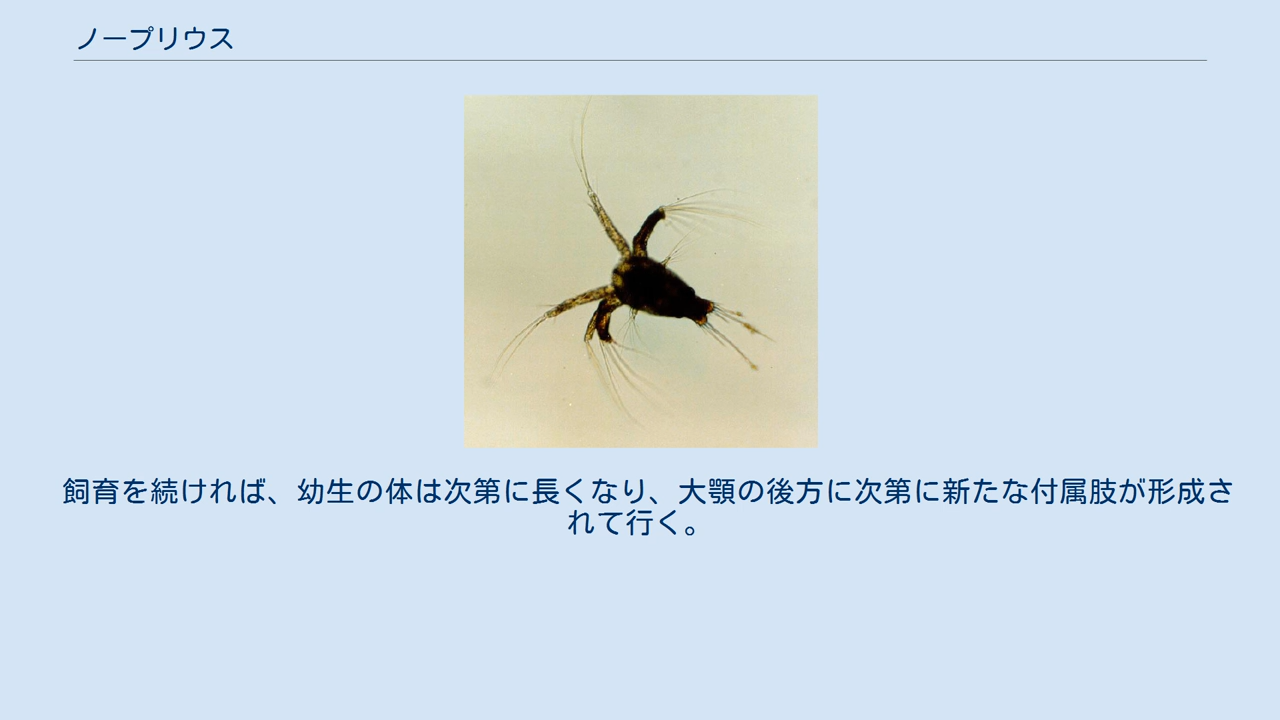 ノープリウス
飼育を続ければ、幼生の体は次第に長くなり、大顎の後方に次第に新たな付属肢が形成さ
れて行く。